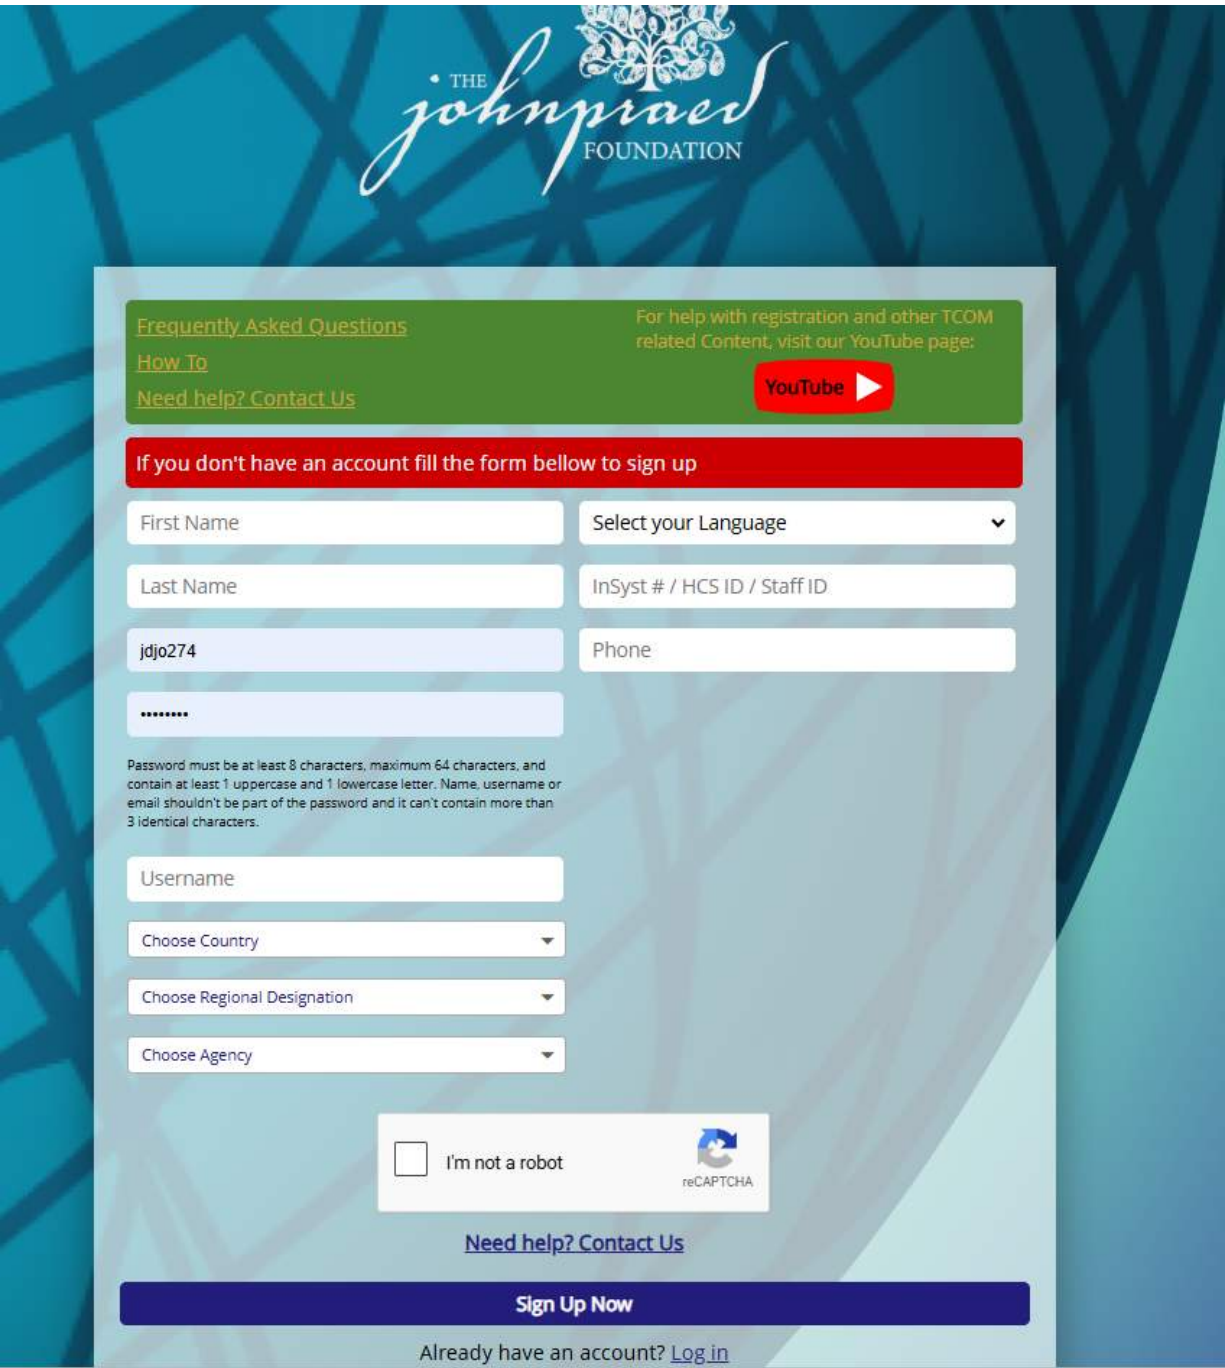 THE
johnpraed
FOUNDATION
Frequently Asked Questions
How To
Need help? Contact Us
For help with registration and other TCOM
related Content, visit our YouTube page:
YouTube
If you don't have an account fill the form bellow to sign up
First Name
Select your Language
Last Name
InSyst # / HCS ID / Staff ID
jdjo274
Phone
••••••••
Password must be at least 8 characters, maximum 64 characters, and
contain at least 1 uppercase and 1 lowercase letter. Name, username or
email shouldn't be part of the password and it can't contain more than
3 identical characters.
Username
Choose Country
Choose Regional Designation
Choose Agency
I'm not a robot
reCAPTCHA
Need help? Contact Us
Sign Up Now
Already have an account? Log in